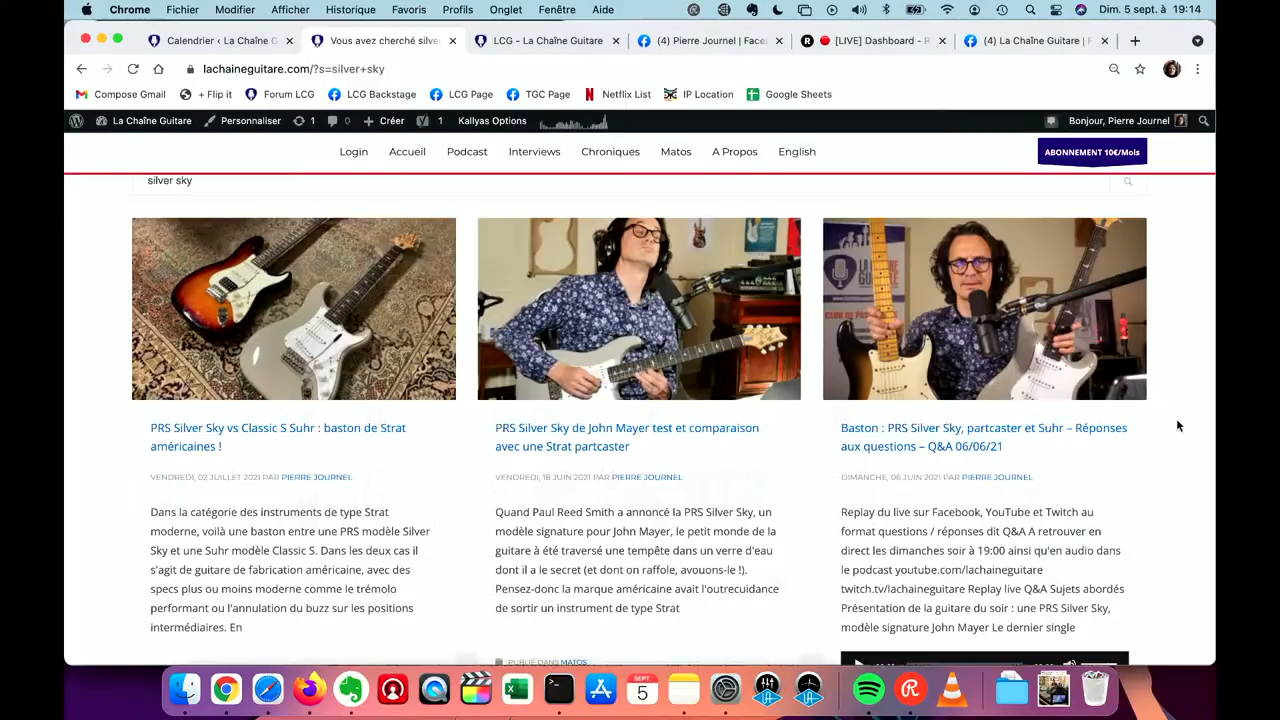 Chrome Fichier Modifier Afficher Historique Favoris Profils Onglet Fenêtre Aide Dim. 5 sept. à 19:14
Calendrier ‹ La Chaîne G Vous avez cherché silver LCG - La Chaîne Guitare (4) Pierre Journel | Face [LIVE] Dashboard - R (4) La Chaîne Guitare | F
lachaineguitare.com/?s=silver+sky
Compose Gmail + Flip it Forum LCG LCG Backstage LCG Page TGC Page Netflix List IP Location Google Sheets
La Chaîne Guitare Personnaliser 1 0 Créer 1 Kallyas Options Bonjour, Pierre Journel
Login Accueil Podcast Interviews Chroniques Matos A Propos English ABONNEMENT 10€/Mois
silver sky
PRS Silver Sky vs Classic S Suhr : baston de Strat
américaines !
VENDREDI, 02 JUILLET 2021 PAR PIERRE JOURNEL
Dans la catégorie des instruments de type Strat
moderne, voilà une baston entre une PRS modèle Silver
Sky et une Suhr modèle Classic S. Dans les deux cas il
s'agit de guitare de fabrication américaine, avec des
specs plus ou moins moderne comme le trémolo
performant ou l'annulation du buzz sur les positions
intermédiaires. En
PRS Silver Sky de John Mayer test et comparaison
avec une Strat partcaster
VENDREDI, 18 JUIN 2021 PAR PIERRE JOURNEL
Quand Paul Reed Smith a annoncé la PRS Silver Sky, un
modèle signature pour John Mayer, le petit monde de la
guitare à été traversé une tempête dans un verre d'eau
dont il a le secret (et dont on raffole, avouons-le !).
Pensez-donc la marque américaine avait l'outrecuidance
de sortir un instrument de type Strat
PUBLIÉ DANS MATOS
Baston : PRS Silver Sky, partcaster et Suhr – Réponses
aux questions – Q&A 06/06/21
DIMANCHE, 06 JUIN 2021 PAR PIERRE JOURNEL
Replay du live sur Facebook, YouTube et Twitch au
format questions / réponses dit Q&A A retrouver en
direct les dimanches soir à 19:00 ainsi qu'en audio dans
le podcast youtube.com/lachaineguitare
twitch.tv/lachaineguitare Replay live Q&A Sujets abordés
Présentation de la guitare du soir : une PRS Silver Sky,
modèle signature John Mayer Le dernier single
SEPT.
5